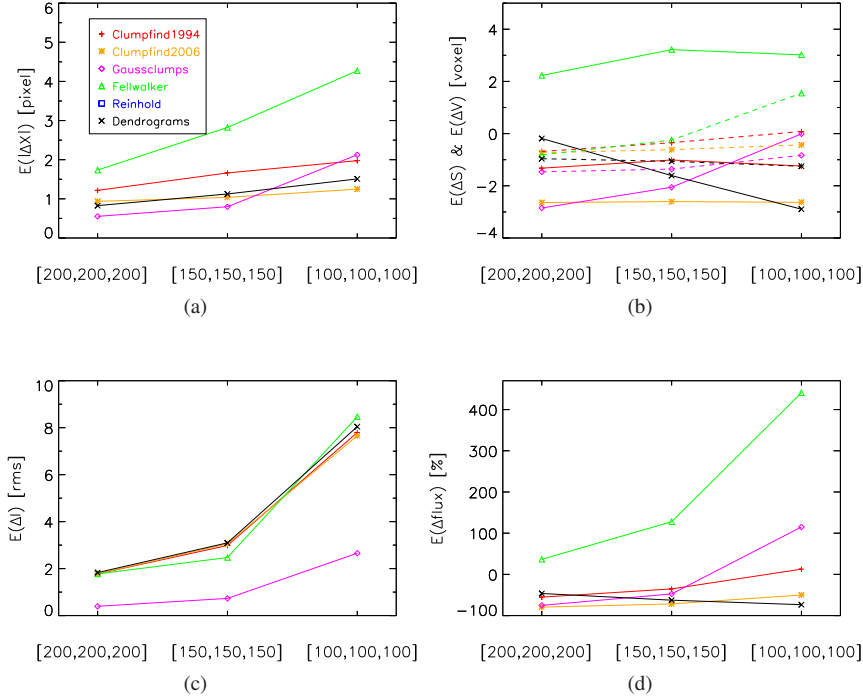 6
5
4
3
2
1
0
E(|ΔX|) [pixel]
Clumpfind1994
Clumpfind2006
Gaussclumps
Fellwalker
Reinhold
Dendrograms
[200,200,200] [150,150,150] [100,100,100]
(a)
4
2
0
−2
−4
E(ΔS) & E(ΔV) [voxel]
[200,200,200] [150,150,150] [100,100,100]
(b)
10
8
6
4
2
0
E(ΔI) [rms]
[200,200,200] [150,150,150] [100,100,100]
(c)
400
300
200
100
0
−100
E(Δflux) [%]
[200,200,200] [150,150,150] [100,100,100]
(d)